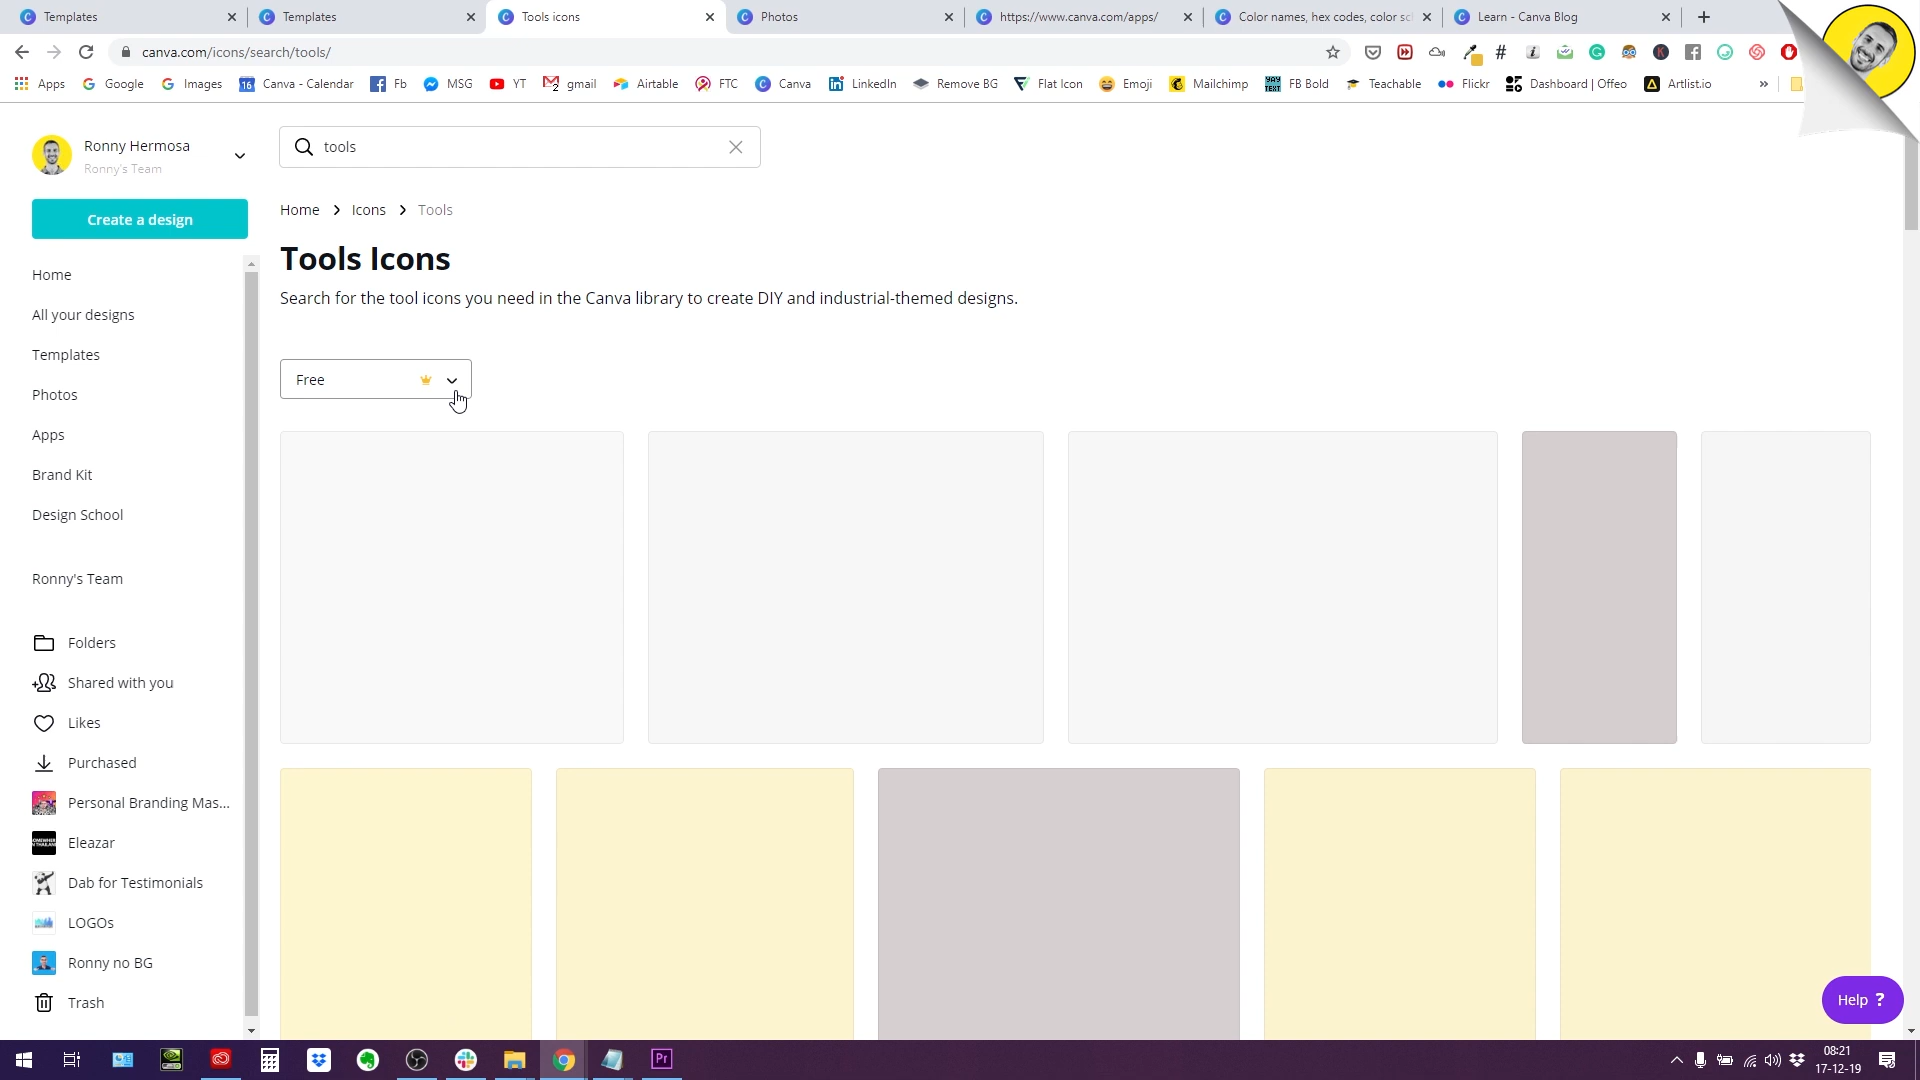 Templates
Templates
Tools icons
Photos
https://www.canva.com/apps/
Color names, hex codes, color sc
Learn - Canva Blog
canva.com/icons/search/tools/
Apps
Google
Images
Canva - Calendar
Fb
MSG
YT
gmail
Airtable
FTC
Canva
LinkedIn
Remove BG
Flat Icon
Emoji
Mailchimp
FB Bold
Teachable
Flickr
Dashboard | Offeo
Artlist.io
Ronny Hermosa
Ronny's Team
tools
Create a design
Home
All your designs
Templates
Photos
Apps
Brand Kit
Design School
Ronny's Team
Folders
Shared with you
Likes
Purchased
Personal Branding Mas...
Eleazar
Dab for Testimonials
LOGOs
Ronny no BG
Trash
Home > Icons > Tools
Tools Icons
Search for the tool icons you need in the Canva library to create DIY and industrial-themed designs.
Free
Help ?
Pr
08:21
17-12-19